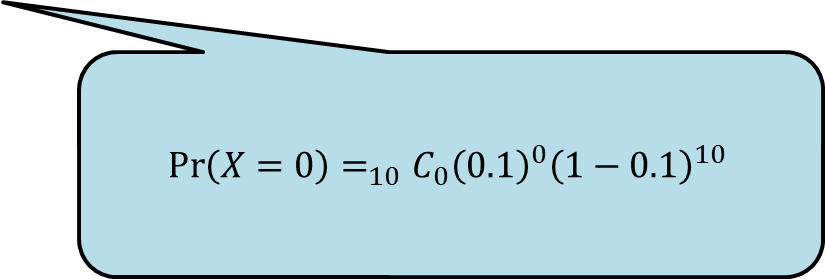 Pr(𝑋 = 0) =₁₀ 𝐶₀(0.1)⁰(1 − 0.1)¹⁰